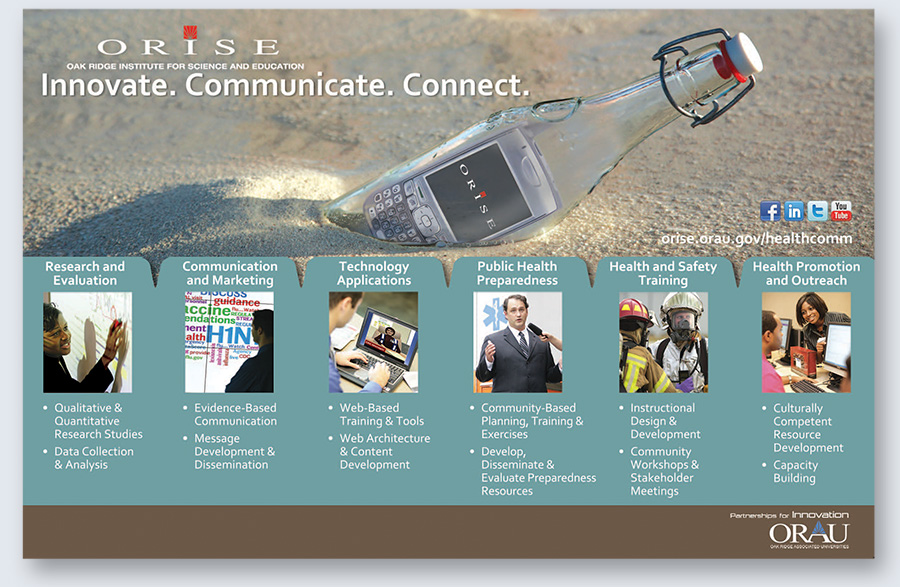 ORISE
OAK RIDGE INSTITUTE FOR SCIENCE AND EDUCATION
Innovate. Communicate. Connect.
ORISE
You
Tube
orise.orau.gov/healthcomm
Research and
Evaluation
• Qualitative &
Quantitative
Research Studies
• Data Collection
& Analysis
Communication
and Marketing
DISCUSS
guidance
H1N
• Evidence-Based
Communication
• Message
Development &
Dissemination
Technology
Applications
• Web-Based
Training & Tools
• Web Architecture
& Content
Development
Public Health
Preparedness
• Community-Based
Planning, Training &
Exercises
• Develop,
Disseminate &
Evaluate Preparedness
Resources
Health and Safety
Training
• Instructional
Design &
Development
• Community
Workshops &
Stakeholder
Meetings
Health Promotion
and Outreach
• Culturally
Competent
Resource
Development
• Capacity
Building
Partnerships for Innovation
ORAU
OAK RIDGE ASSOCIATED UNIVERSITIES